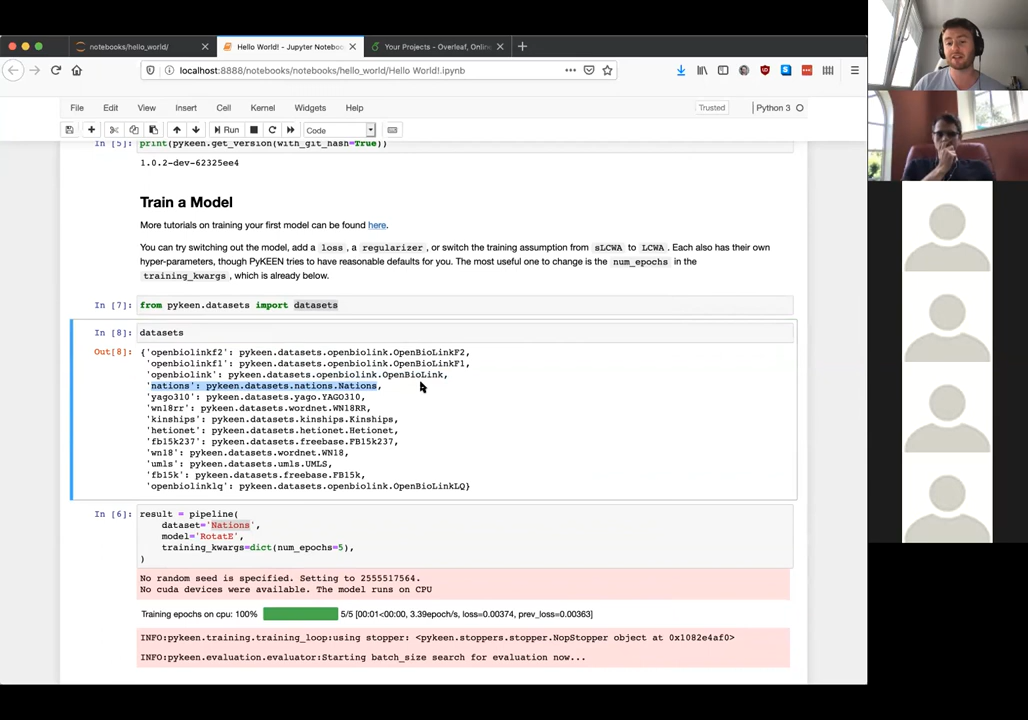 notebooks/hello_world/
Hello World! - Jupyter Noteboo
Your Projects - Overleaf, Onlin
localhost:8888/notebooks/notebooks/hello_world/Hello World!.ipynb
File Edit View Insert Cell Kernel Widgets Help
Trusted
Python 3
Run
Code
In [5]: print(pykeen.get_version(with_git_hash=True))
1.0.2-dev-62325ee4
Train a Model
More tutorials on training your first model can be found here.
You can try switching out the model, add a loss, a regularizer, or switch the training assumption from sLCWA to LCWA. Each also has their own
hyper-parameters, though PyKEEN tries to have reasonable defaults for you. The most useful one to change is the num_epochs in the
training_kwargs, which is already below.
In [7]: from pykeen.datasets import datasets
In [8]: datasets
Out[8]: {'openbiolinkf2': pykeen.datasets.openbiolink.OpenBioLinkF2,
'openbiolinkf1': pykeen.datasets.openbiolink.OpenBioLinkF1,
'openbiolink': pykeen.datasets.openbiolink.OpenBioLink,
'nations': pykeen.datasets.nations.Nations,
'yago310': pykeen.datasets.yago.YAGO310,
'wn18rr': pykeen.datasets.wordnet.WN18RR,
'kinships': pykeen.datasets.kinships.Kinships,
'hetionet': pykeen.datasets.hetionet.Hetionet,
'fb15k237': pykeen.datasets.freebase.FB15k237,
'wn18': pykeen.datasets.wordnet.WN18,
'umls': pykeen.datasets.umls.UMLS,
'fb15k': pykeen.datasets.freebase.FB15k,
'openbiolinklq': pykeen.datasets.openbiolink.OpenBioLinkLQ}
In [6]: result = pipeline(
dataset='Nations',
model='RotatE',
training_kwargs=dict(num_epochs=5),
)
No random seed is specified. Setting to 2555517564.
No cuda devices were available. The model runs on CPU
Training epochs on cpu: 100% 5/5 [00:01<00:00, 3.39epoch/s, loss=0.00374, prev_loss=0.00363]
INFO:pykeen.training.training_loop:using stopper: <pykeen.stoppers.stopper.NopStopper object at 0x1082e4af0>
INFO:pykeen.evaluation.evaluator:Starting batch_size search for evaluation now...